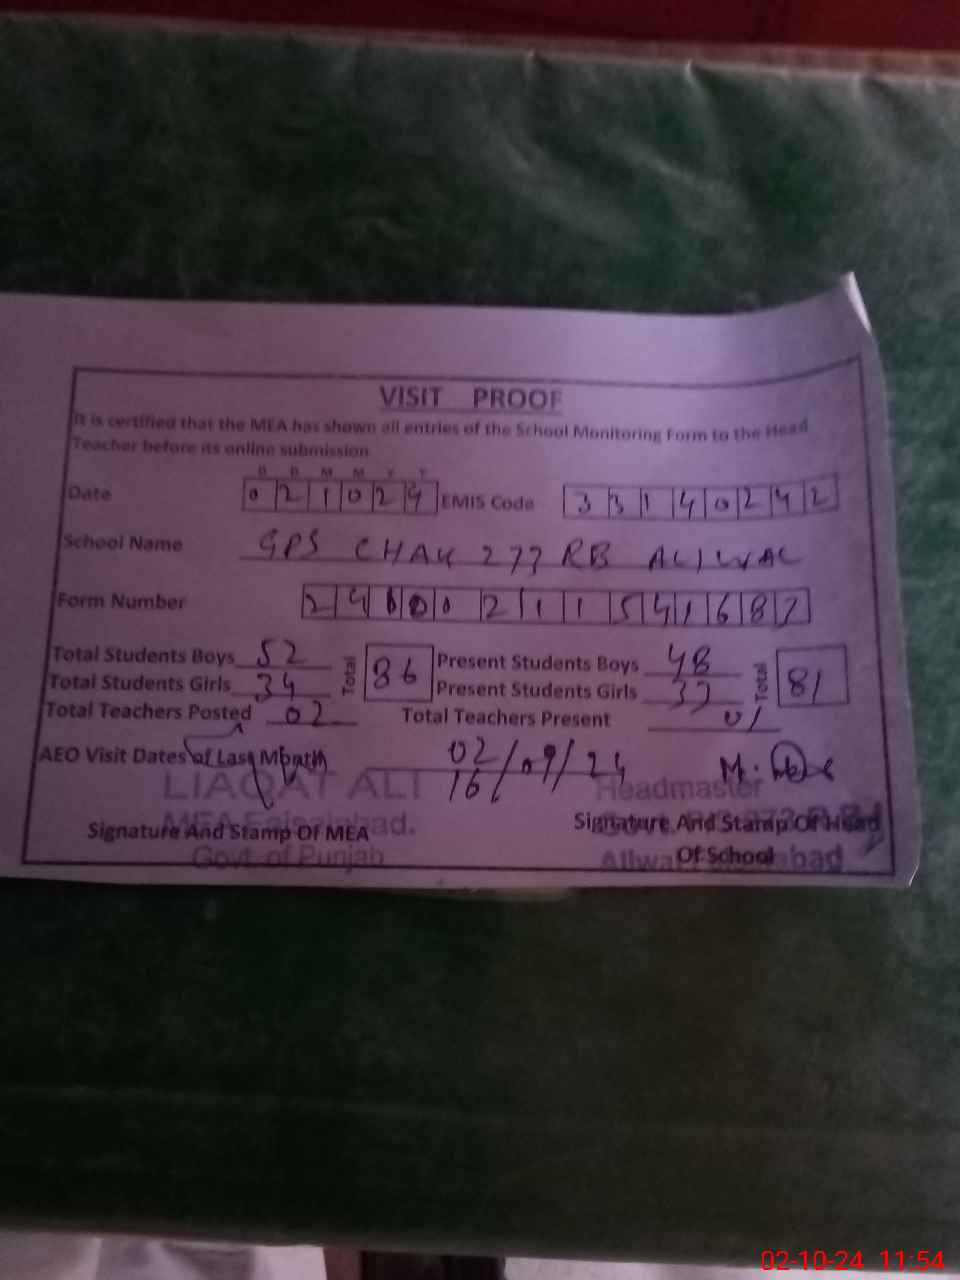 VISIT PROOF
It is certified that the MEA has shown all entries of the School Monitoring Form to the Head
Teacher before its online submission
D D M M Y Y
Date 0 2 1 0 2 4 EMIS Code 3 3 1 4 0 2 4 2
School Name GPS CHAK 273 RB ALIWAL
Form Number 2 4 0 0 0 2 1 1 5 4 1 6 8 7
Total Students Boys 52 Total 86 Present Students Boys 48 Total 81
Total Students Girls 34 Present Students Girls 33
Total Teachers Posted 02 Total Teachers Present 01
AEO Visit Dates of Last Month 02/09/24
16
LIAQAT ALI Headmaster
MEA Faisalabad.
Signature And Stamp Of MEA Signature And Stamp Of Head
Of School
Govt. of Punjab
02-10-24 11:54